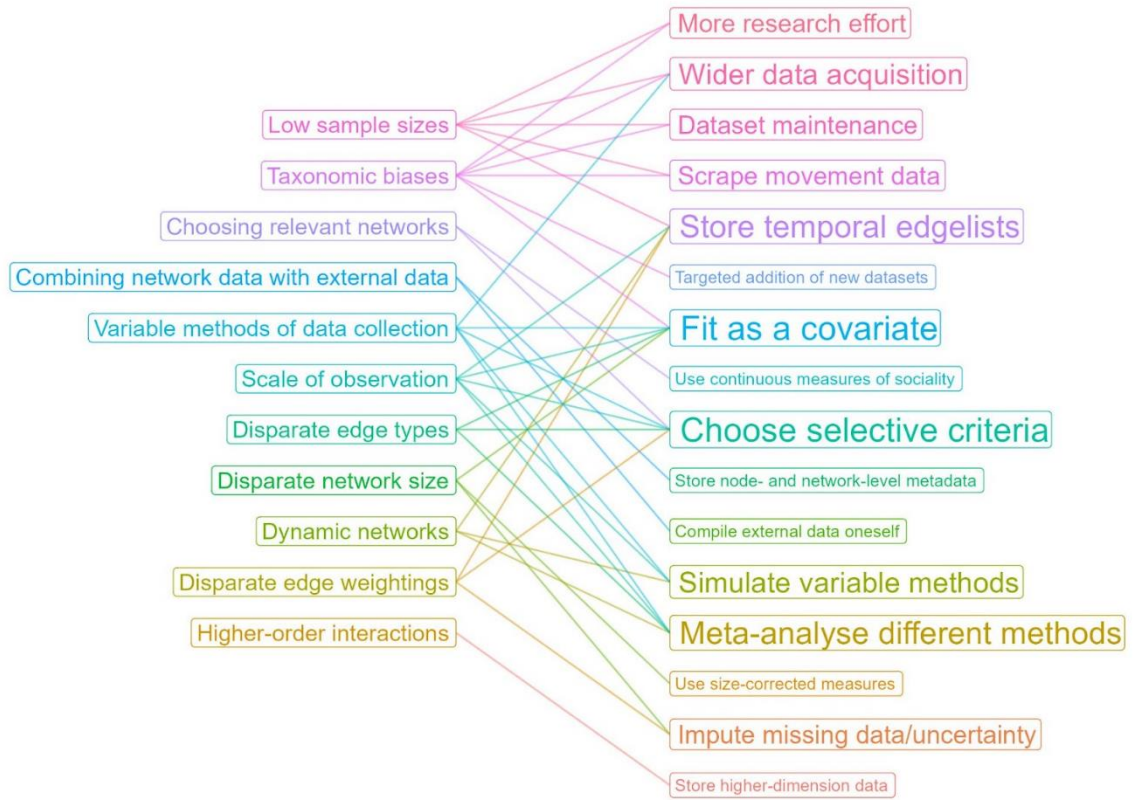 Low sample sizes
Taxonomic biases
Choosing relevant networks
Combining network data with external data
Variable methods of data collection
Scale of observation
Disparate edge types
Disparate network size
Dynamic networks
Disparate edge weightings
Higher-order interactions
More research effort
Wider data acquisition
Dataset maintenance
Scrape movement data
Store temporal edgelists
Targeted addition of new datasets
Fit as a covariate
Use continuous measures of sociality
Choose selective criteria
Store node- and network-level metadata
Compile external data oneself
Simulate variable methods
Meta-analyse different methods
Use size-corrected measures
Impute missing data/uncertainty
Store higher-dimension data